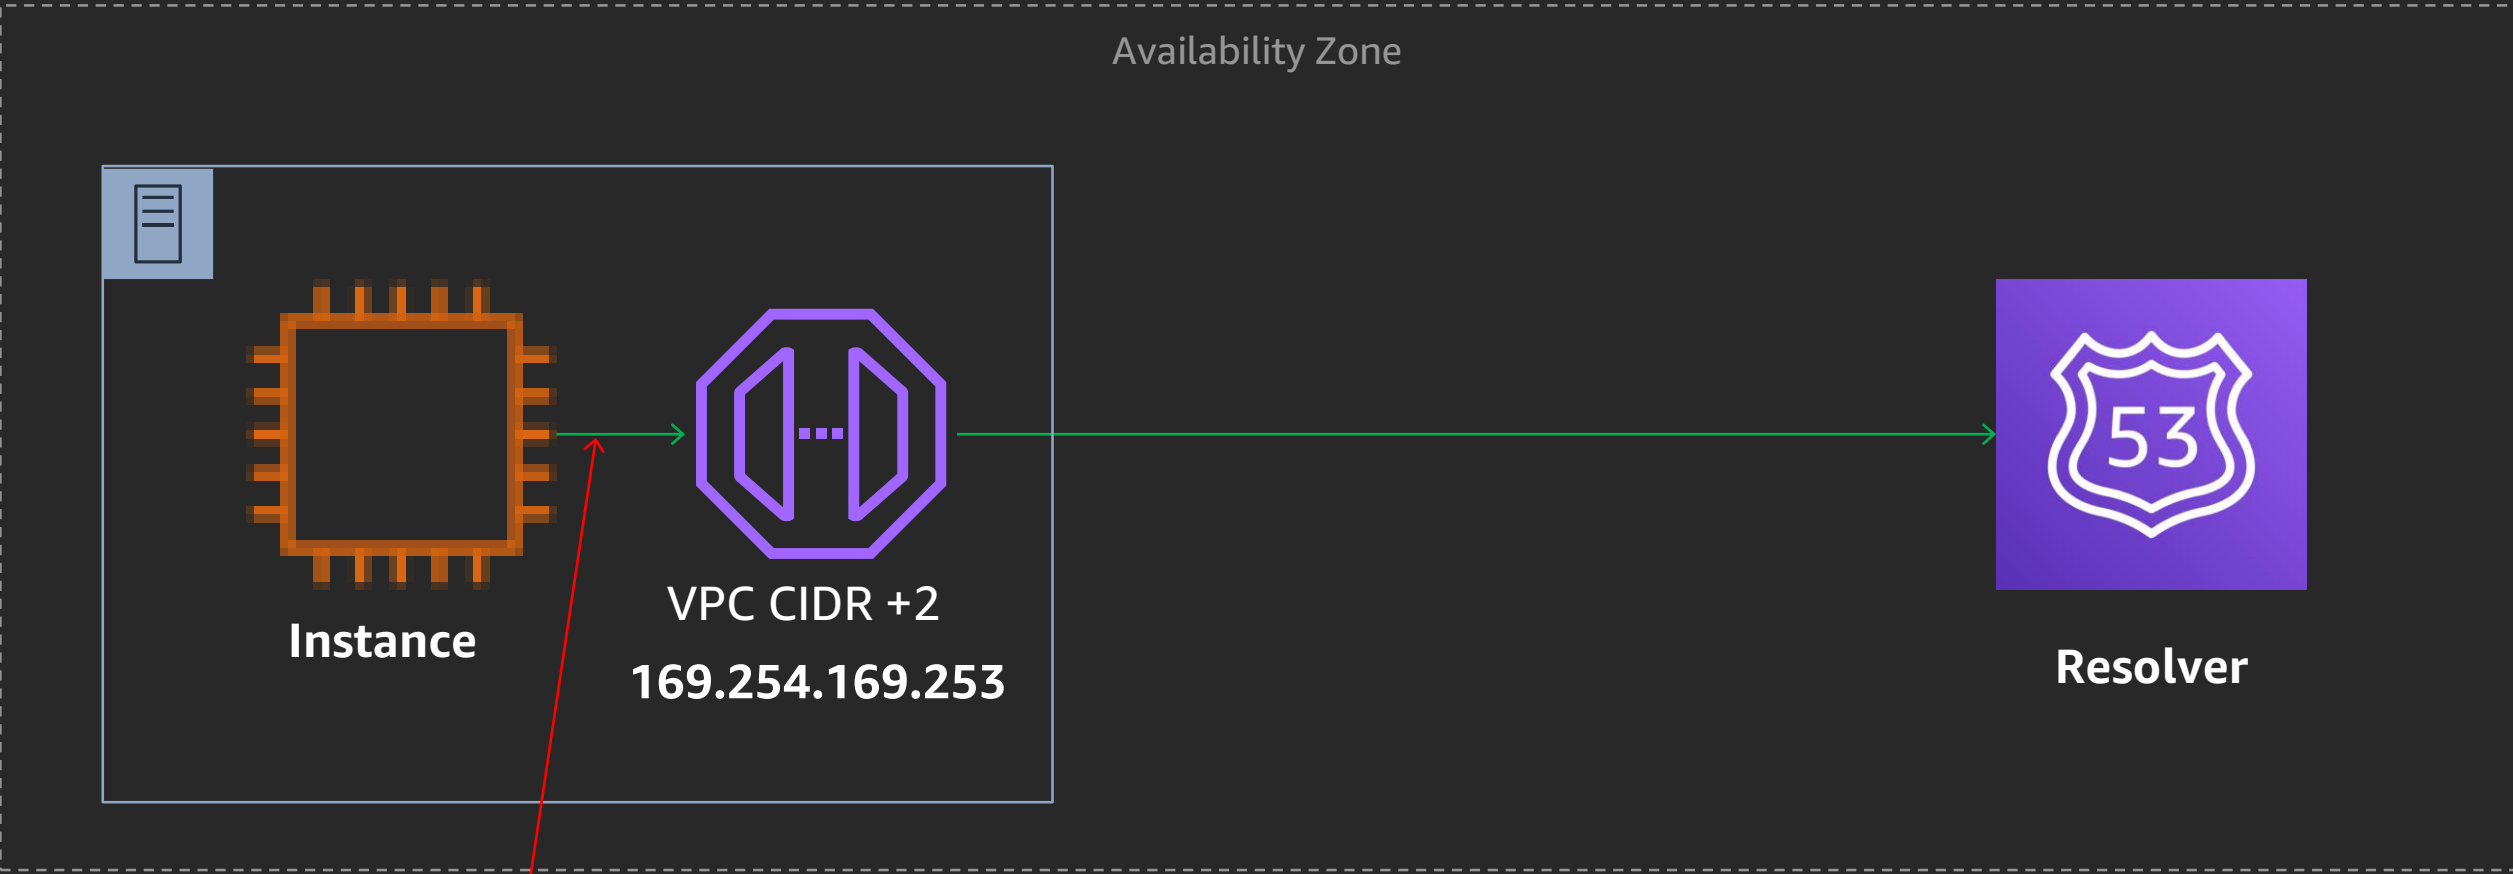 Availability Zone
53
VPC CIDR +2
Instance
169.254.169.253
Resolver